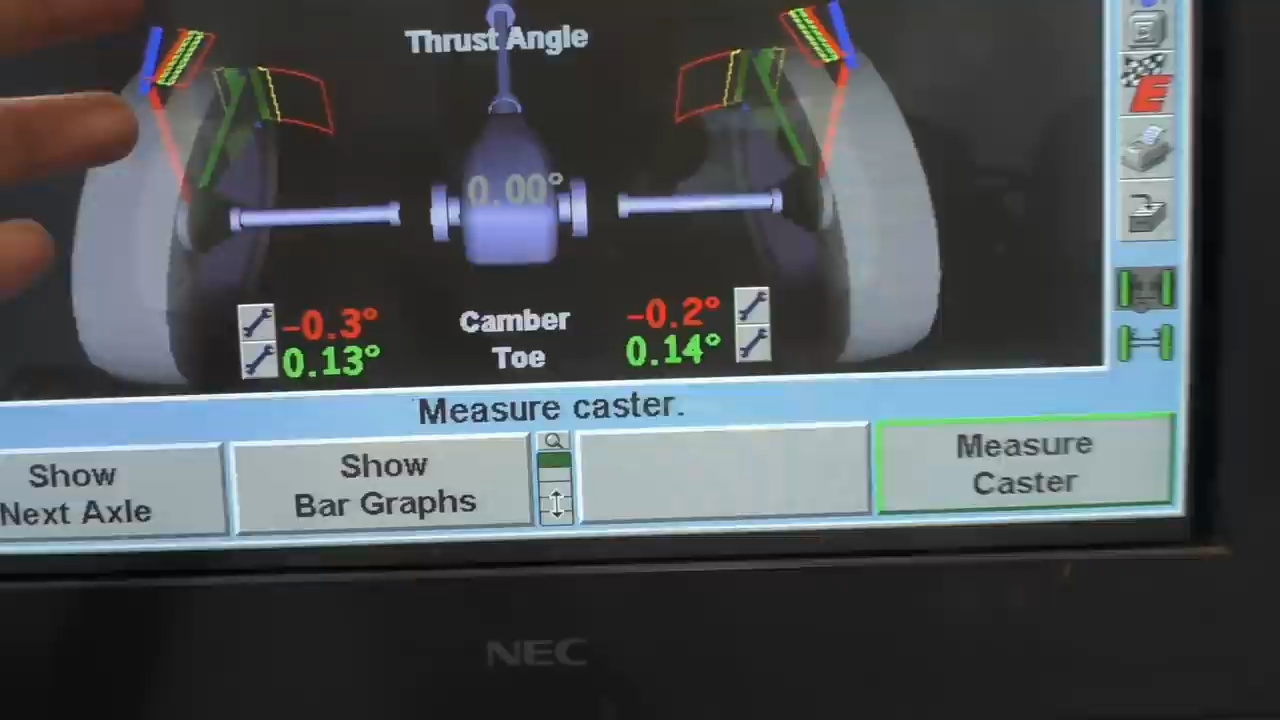 Thrust Angle
0.00°
-0.3° Camber -0.2°
0.13° Toe 0.14°
Measure caster.
Show
Next Axle
Show
Bar Graphs
Measure
Caster
E
NEC